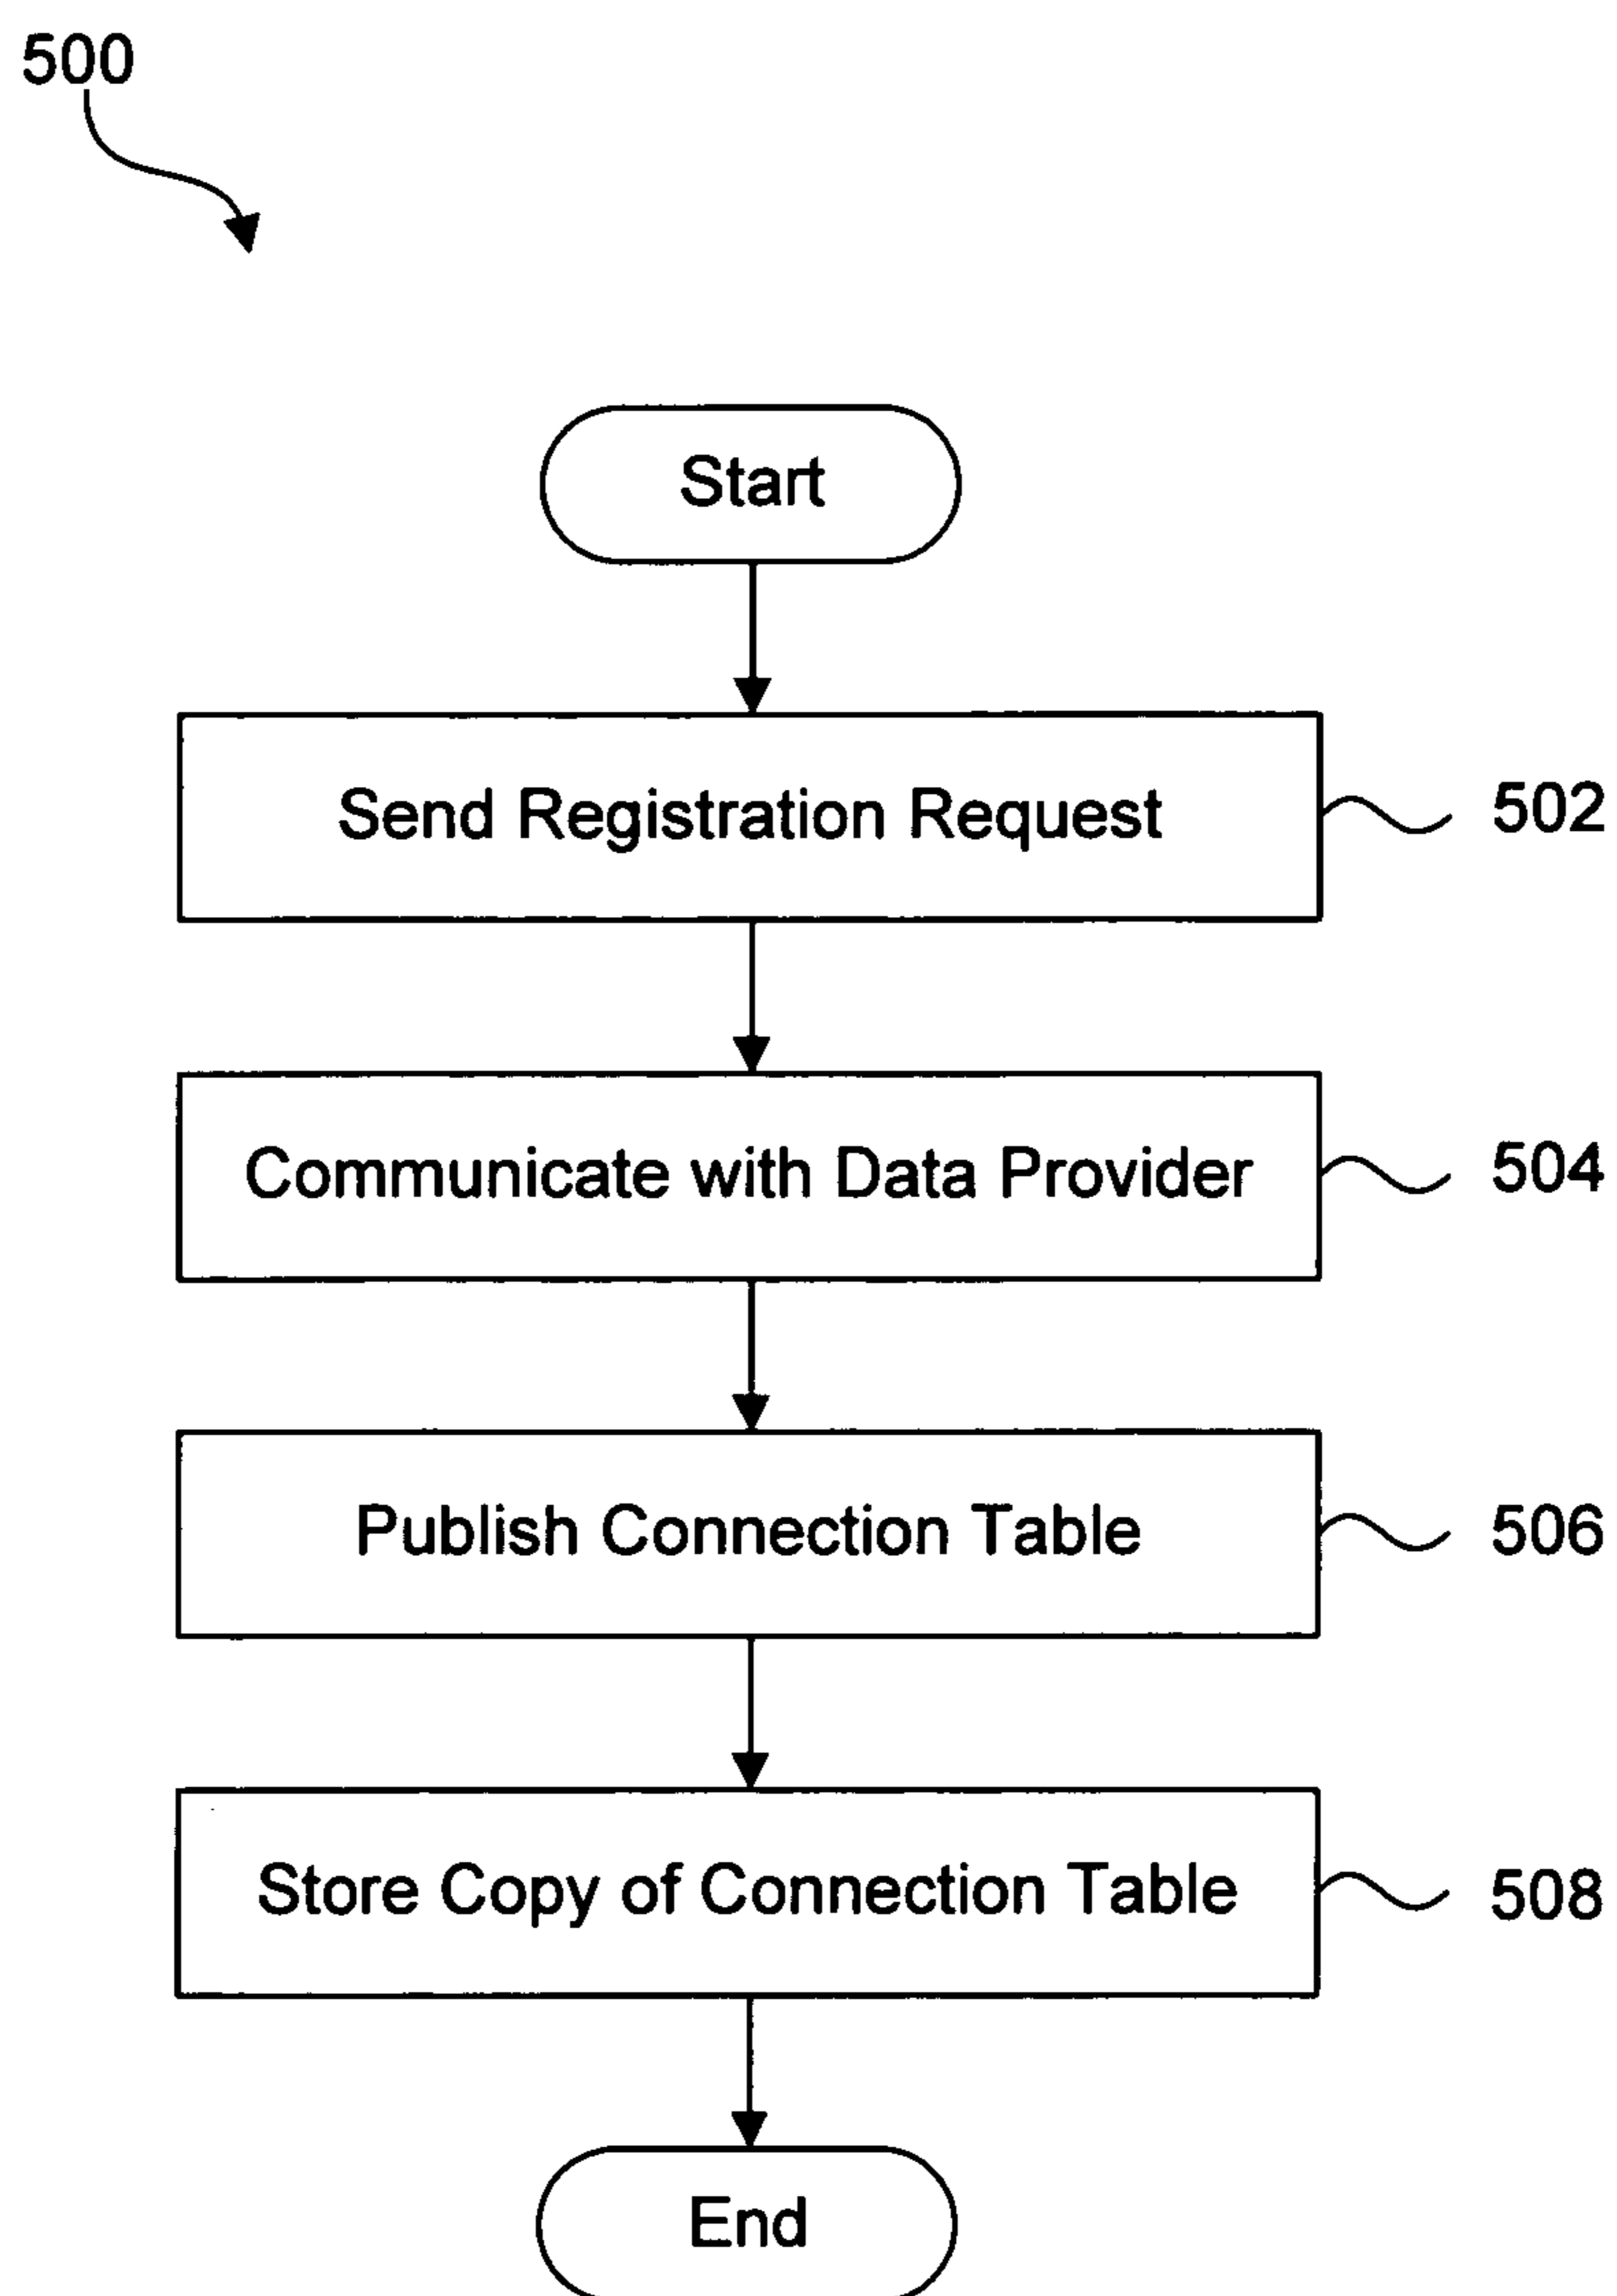 500
Start
Send Registration Request
502
Communicate with Data Provider
504
Publish Connection Table
506
Store Copy of Connection Table
508
End